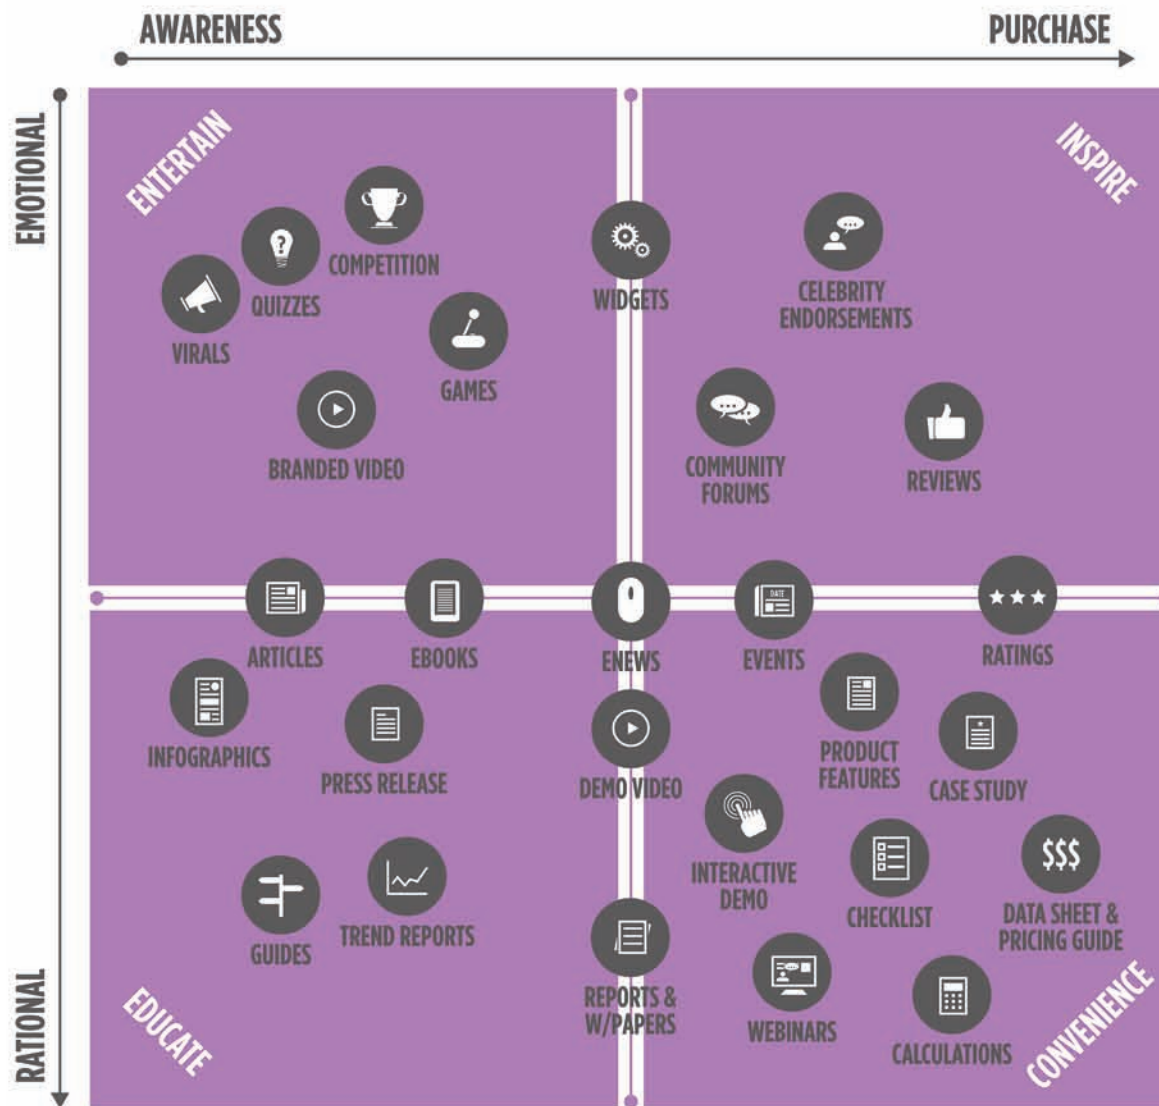 AWARENESS
PURCHASE
EMOTIONAL
RATIONAL
ENTERTAIN
INSPIRE
COMPETITION
?
QUIZZES
VIRALS
GAMES
BRANDED VIDEO
WIDGETS
CELEBRITY
ENDORSEMENTS
COMMUNITY
FORUMS
REVIEWS
ARTICLES
EBOOKS
ENEWS
DATE
EVENTS
RATINGS
INFOGRAPHICS
PRESS RELEASE
DEMO VIDEO
PRODUCT
FEATURES
CASE STUDY
GUIDES
TREND REPORTS
INTERACTIVE
DEMO
CHECKLIST
$$$
DATA SHEET &
PRICING GUIDE
REPORTS &
W/PAPERS
WEBINARS
CALCULATIONS
EDUCATE
CONVENIENCE